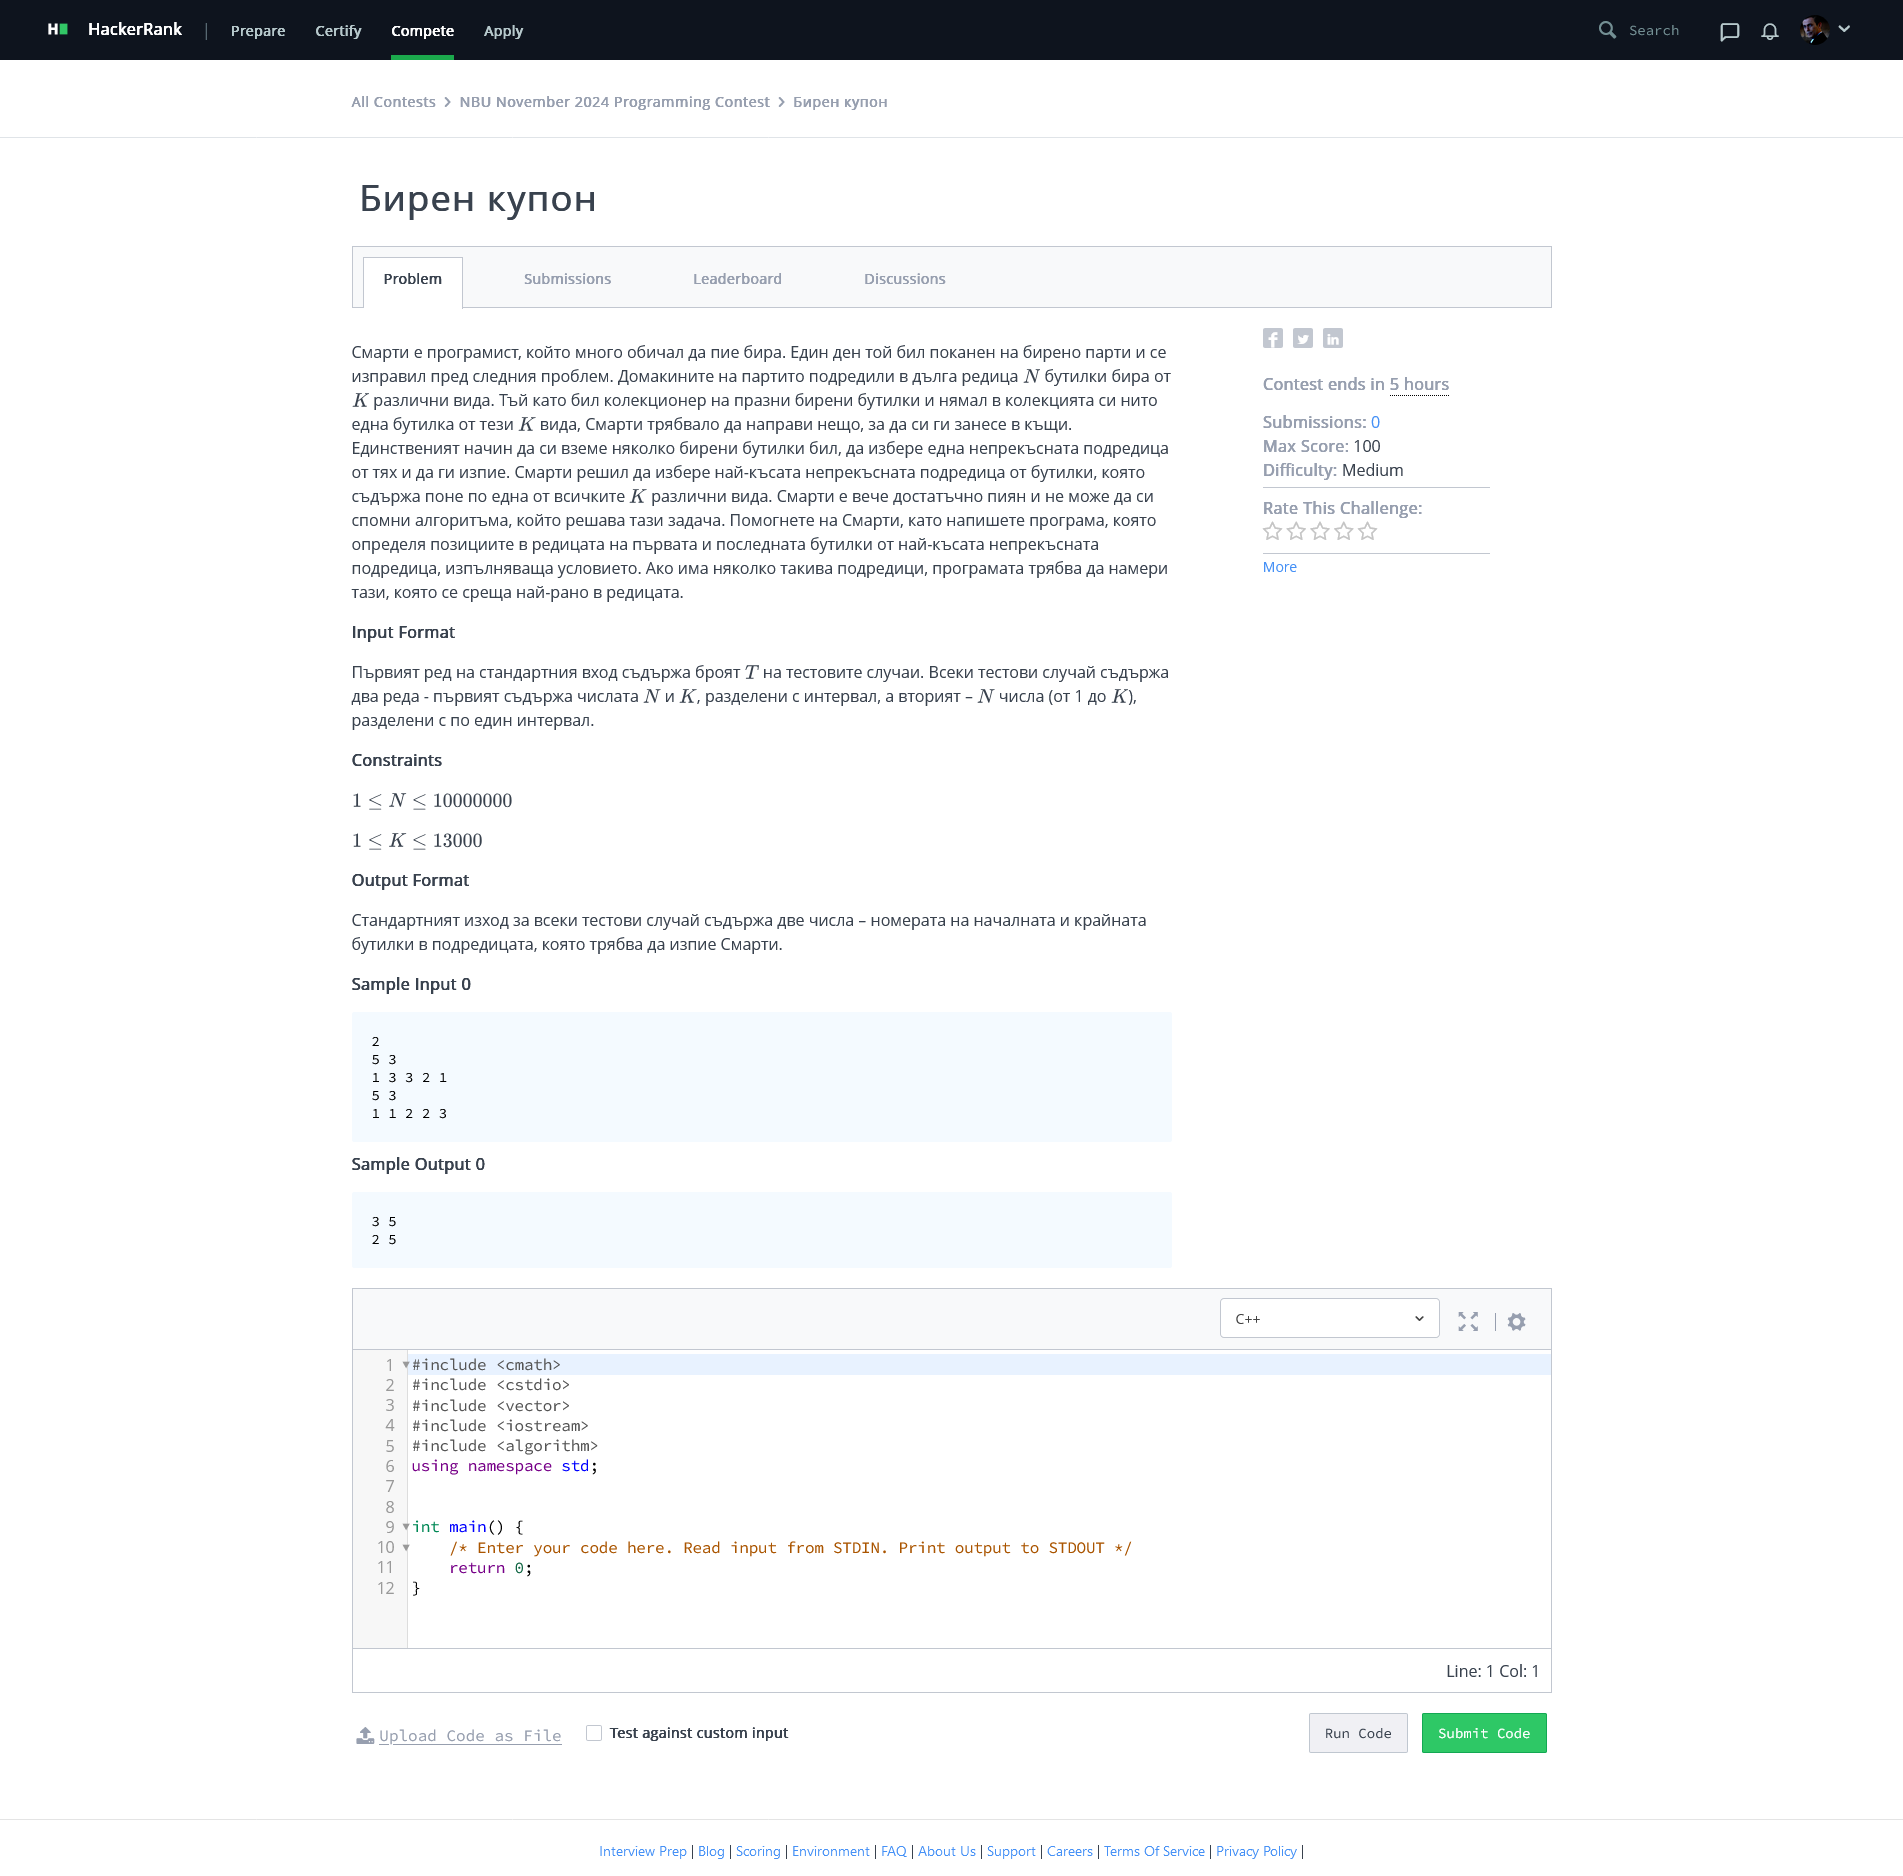 HackerRank | Prepare Certify Compete Apply Search
All Contests > NBU November 2024 Programming Contest > Бирен купон
Бирен купон
Problem Submissions Leaderboard Discussions
Смарти е програмист, който много обичал да пие бира. Един ден той бил поканен на бирено парти и се
изправил пред следния проблем. Домакините на партито подредили в дълга редица N бутилки бира от
K различни вида. Тъй като бил колекционер на празни бирени бутилки и нямал в колекцията си нито
една бутилка от тези K вида, Смарти трябвало да направи нещо, за да си ги занесе в къщи.
Единственият начин да си вземе няколко бирени бутилки бил, да избере една непрекъсната подредица
от тях и да ги изпие. Смарти решил да избере най-късата непрекъсната подредица от бутилки, която
съдържа поне по една от всичките K различни вида. Смарти е вече достатъчно пиян и не може да си
спомни алгоритъма, който решава тази задача. Помогнете на Смарти, като напишете програма, която
определя позициите в редицата на първата и последната бутилки от най-късата непрекъсната
подредица, изпълняваща условието. Ако има няколко такива подредици, програмата трябва да намери
тази, която се среща най-рано в редицата.
Input Format
Първият ред на стандартния вход съдържа броят T на тестовите случаи. Всеки тестови случай съдържа
два реда - първият съдържа числата N и K, разделени с интервал, а вторият – N числа (от 1 до K),
разделени с по един интервал.
Constraints
1 ≤ N ≤ 10000000
1 ≤ K ≤ 13000
Output Format
Стандартният изход за всеки тестови случай съдържа две числа – номерата на началната и крайната
бутилки в подредицата, която трябва да изпие Смарти.
Sample Input 0
2
5 3
1 3 3 2 1
5 3
1 1 2 2 3
Sample Output 0
3 5
2 5
Contest ends in 5 hours
Submissions: 0
Max Score: 100
Difficulty: Medium
Rate This Challenge:
More
C++
1 #include <cmath>
2 #include <cstdio>
3 #include <vector>
4 #include <iostream>
5 #include <algorithm>
6 using namespace std;
7
8
9 int main() {
10 /* Enter your code here. Read input from STDIN. Print output to STDOUT */
11 return 0;
12 }
Line: 1 Col: 1
Upload Code as File Test against custom input Run Code Submit Code
Interview Prep | Blog | Scoring | Environment | FAQ | About Us | Support | Careers | Terms Of Service | Privacy Policy |